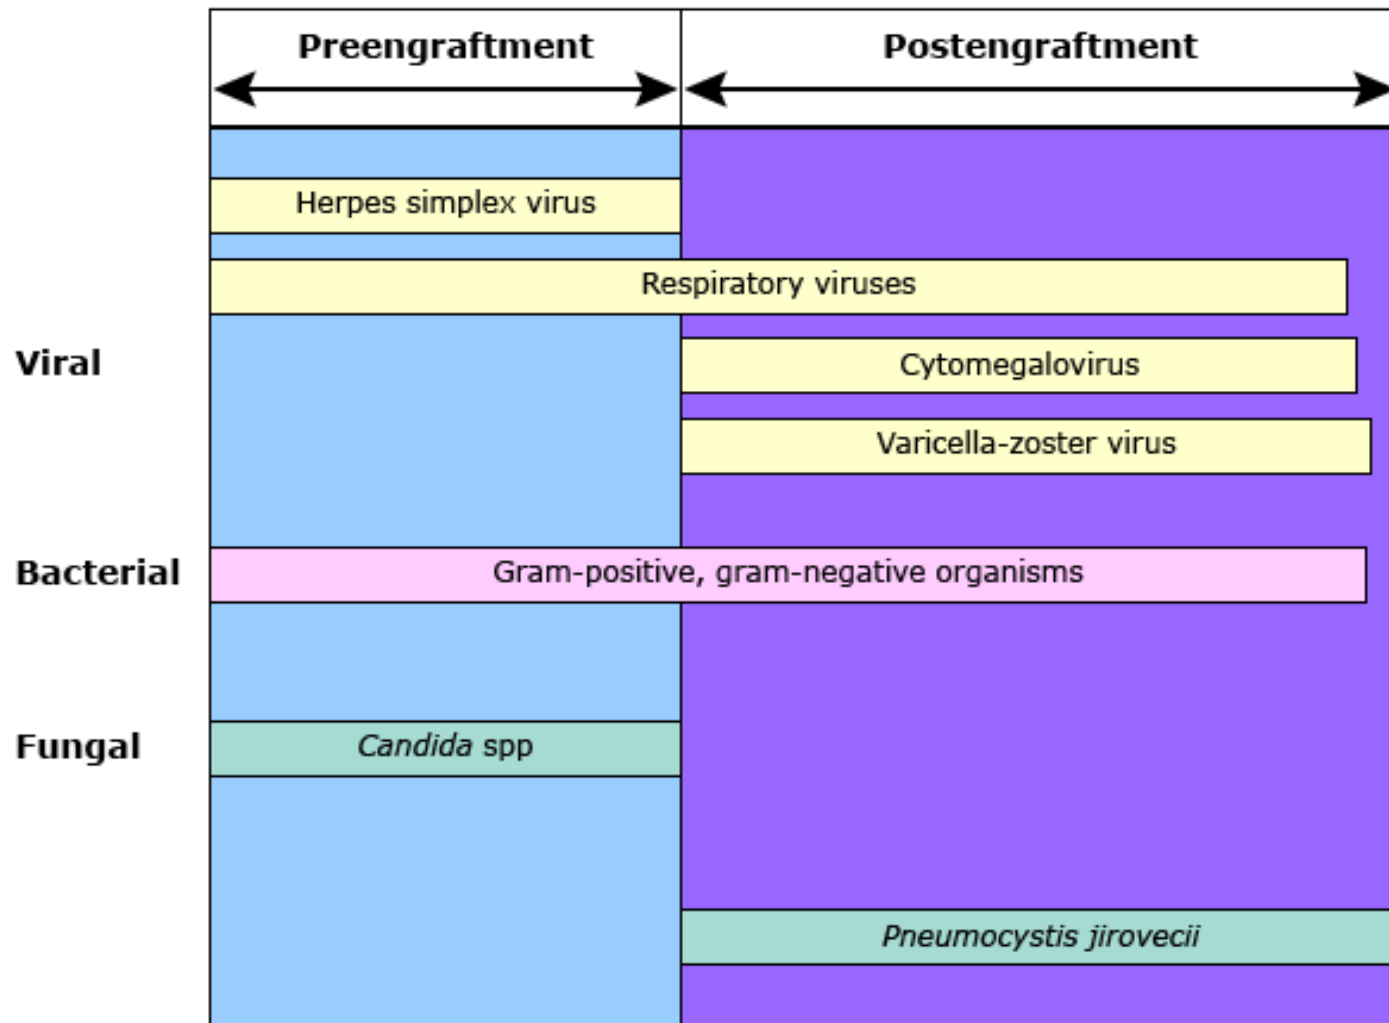 Preengraftment
Postengraftment
Herpes simplex virus
Respiratory viruses
Viral
Cytomegalovirus
Varicella-zoster virus
Bacterial
Gram-positive, gram-negative organisms
Fungal
Candida spp
Pneumocystis jirovecii